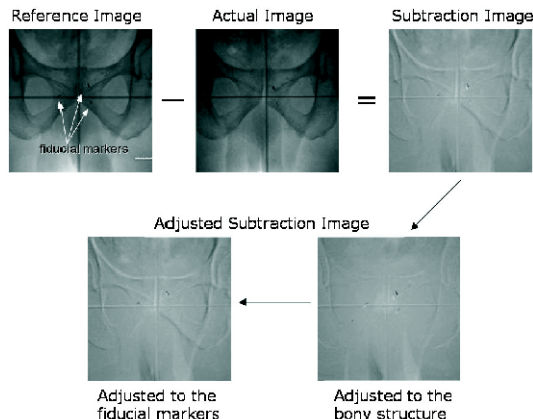 Reference Image
Actual Image
Subtraction Image
fiducial markers
Adjusted Subtraction Image
Adjusted to the
fiducial markers
Adjusted to the
bony structure